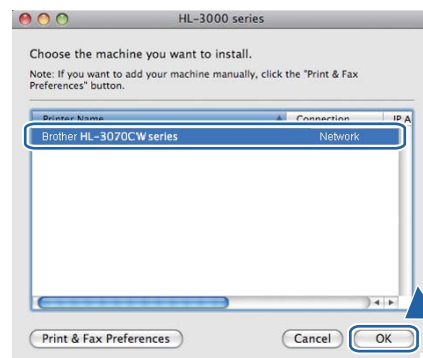 HL-3000 series
Choose the machine you want to install.
Note: If you want to add your machine manually, click the "Print & Fax
Preferences" button.
Printer Name Connection IP A
Brother HL-3070CW series Network
Print & Fax Preferences Cancel OK